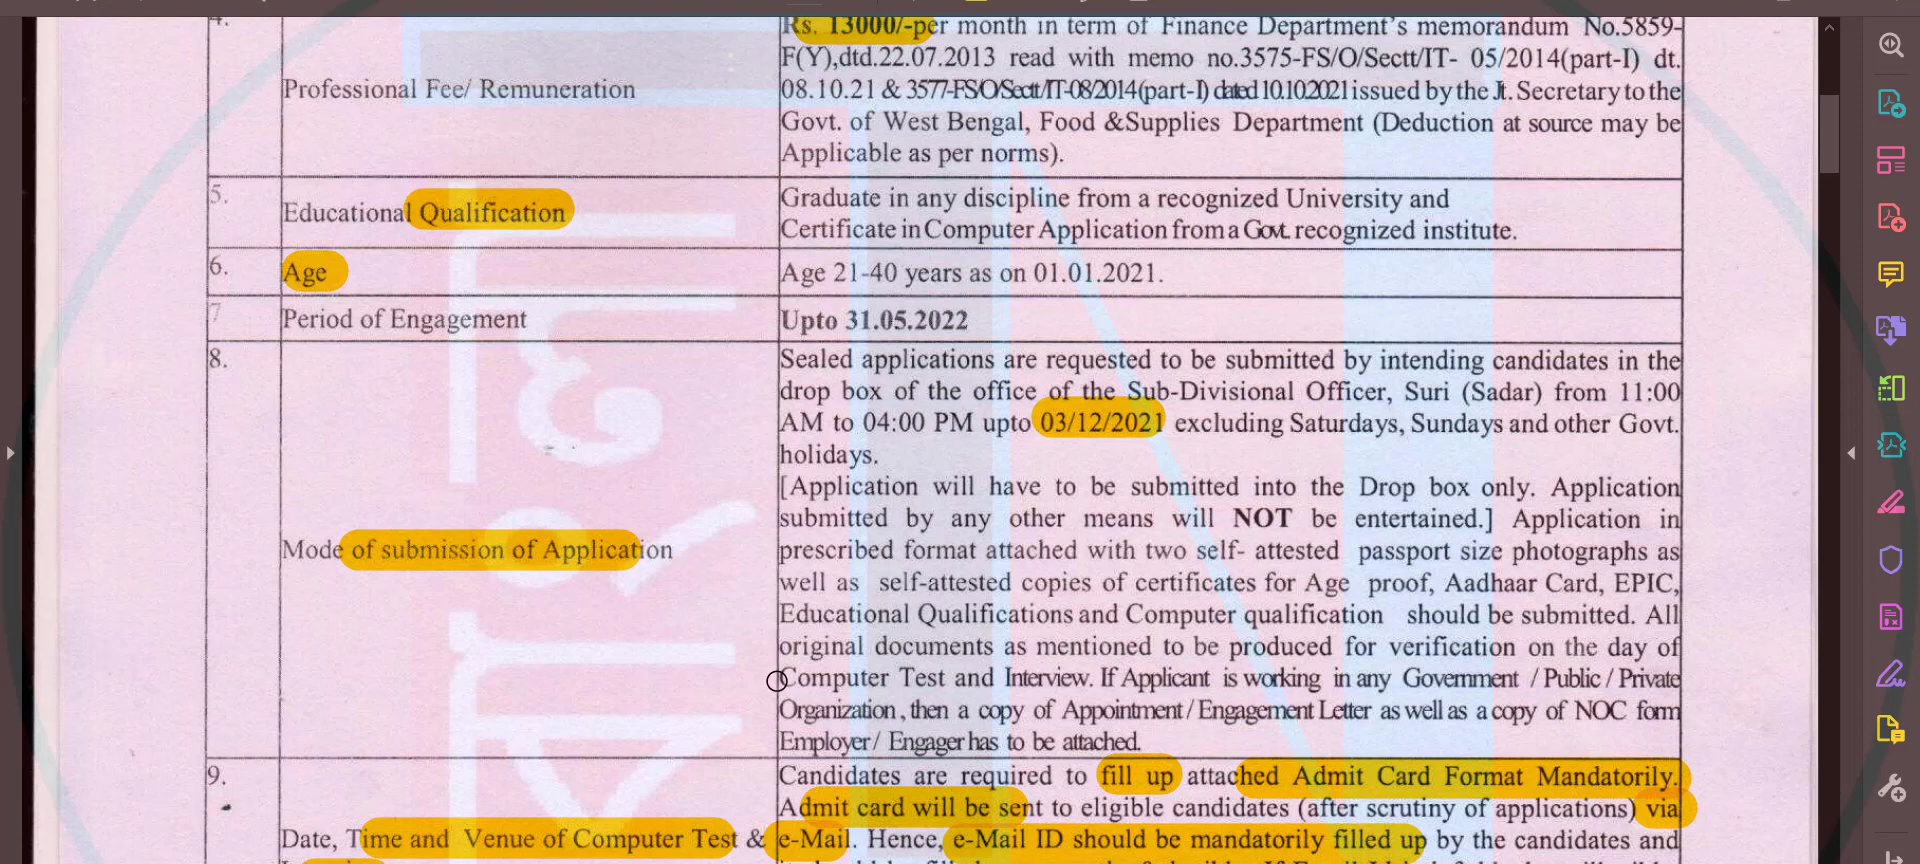 4.
Rs. 13000/-per month in term of Finance Department's memorandum No.5859-
F(Y),dtd.22.07.2013 read with memo no.3575-FS/O/Sectt/IT- 05/2014(part-I) dt.
Professional Fee/ Remuneration
08.10.21 & 3577-FS/O/Sectt/IT-08/2014(part-I) dated 10.10.2021 issued by the Jt. Secretary to the
Govt. of West Bengal, Food &Supplies Department (Deduction at source may be
Applicable as per norms).
5.
Educational Qualification
Graduate in any discipline from a recognized University and
Certificate in Computer Application from a Govt. recognized institute.
6.
Age
Age 21-40 years as on 01.01.2021.
7
Period of Engagement
Upto 31.05.2022
8.
Mode of submission of Application
Sealed applications are requested to be submitted by intending candidates in the
drop box of the office of the Sub-Divisional Officer, Suri (Sadar) from 11:00
AM to 04:00 PM upto 03/12/2021 excluding Saturdays, Sundays and other Govt.
holidays.
[Application will have to be submitted into the Drop box only. Application
submitted by any other means will NOT be entertained.] Application in
prescribed format attached with two self- attested passport size photographs as
well as self-attested copies of certificates for Age proof, Aadhaar Card, EPIC,
Educational Qualifications and Computer qualification should be submitted. All
original documents as mentioned to be produced for verification on the day of
Computer Test and Interview. If Applicant is working in any Government / Public / Private
Organization, then a copy of Appointment/ Engagement Letter as well as a copy of NOC form
Employer/ Engager has to be attached.
9.
Date, Time and Venue of Computer Test &
Candidates are required to fill up attached Admit Card Format Mandatorily.
Admit card will be sent to eligible candidates (after scrutiny of applications) via
e-Mail. Hence, e-Mail ID should be mandatorily filled up by the candidates and